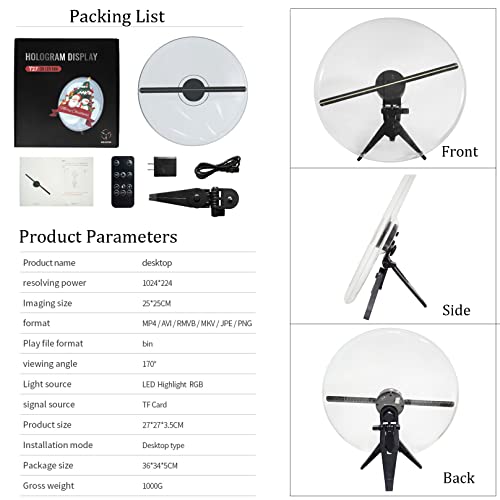 Packing List
HOLOGRAM DISPLAY
Front
Product Parameters
Product name desktop
resolving power 1024*224
Imaging size 25*25CM
format MP4 / AVI / RMVB / MKV / JPE / PNG
Play file format bin
viewing angle 170°
Light source LED Highlight RGB
signal source TF Card
Product size 27*27*3.5CM
Installation mode Desktop type
Package size 36*34*5CM
Gross weight 1000G
Side
Back